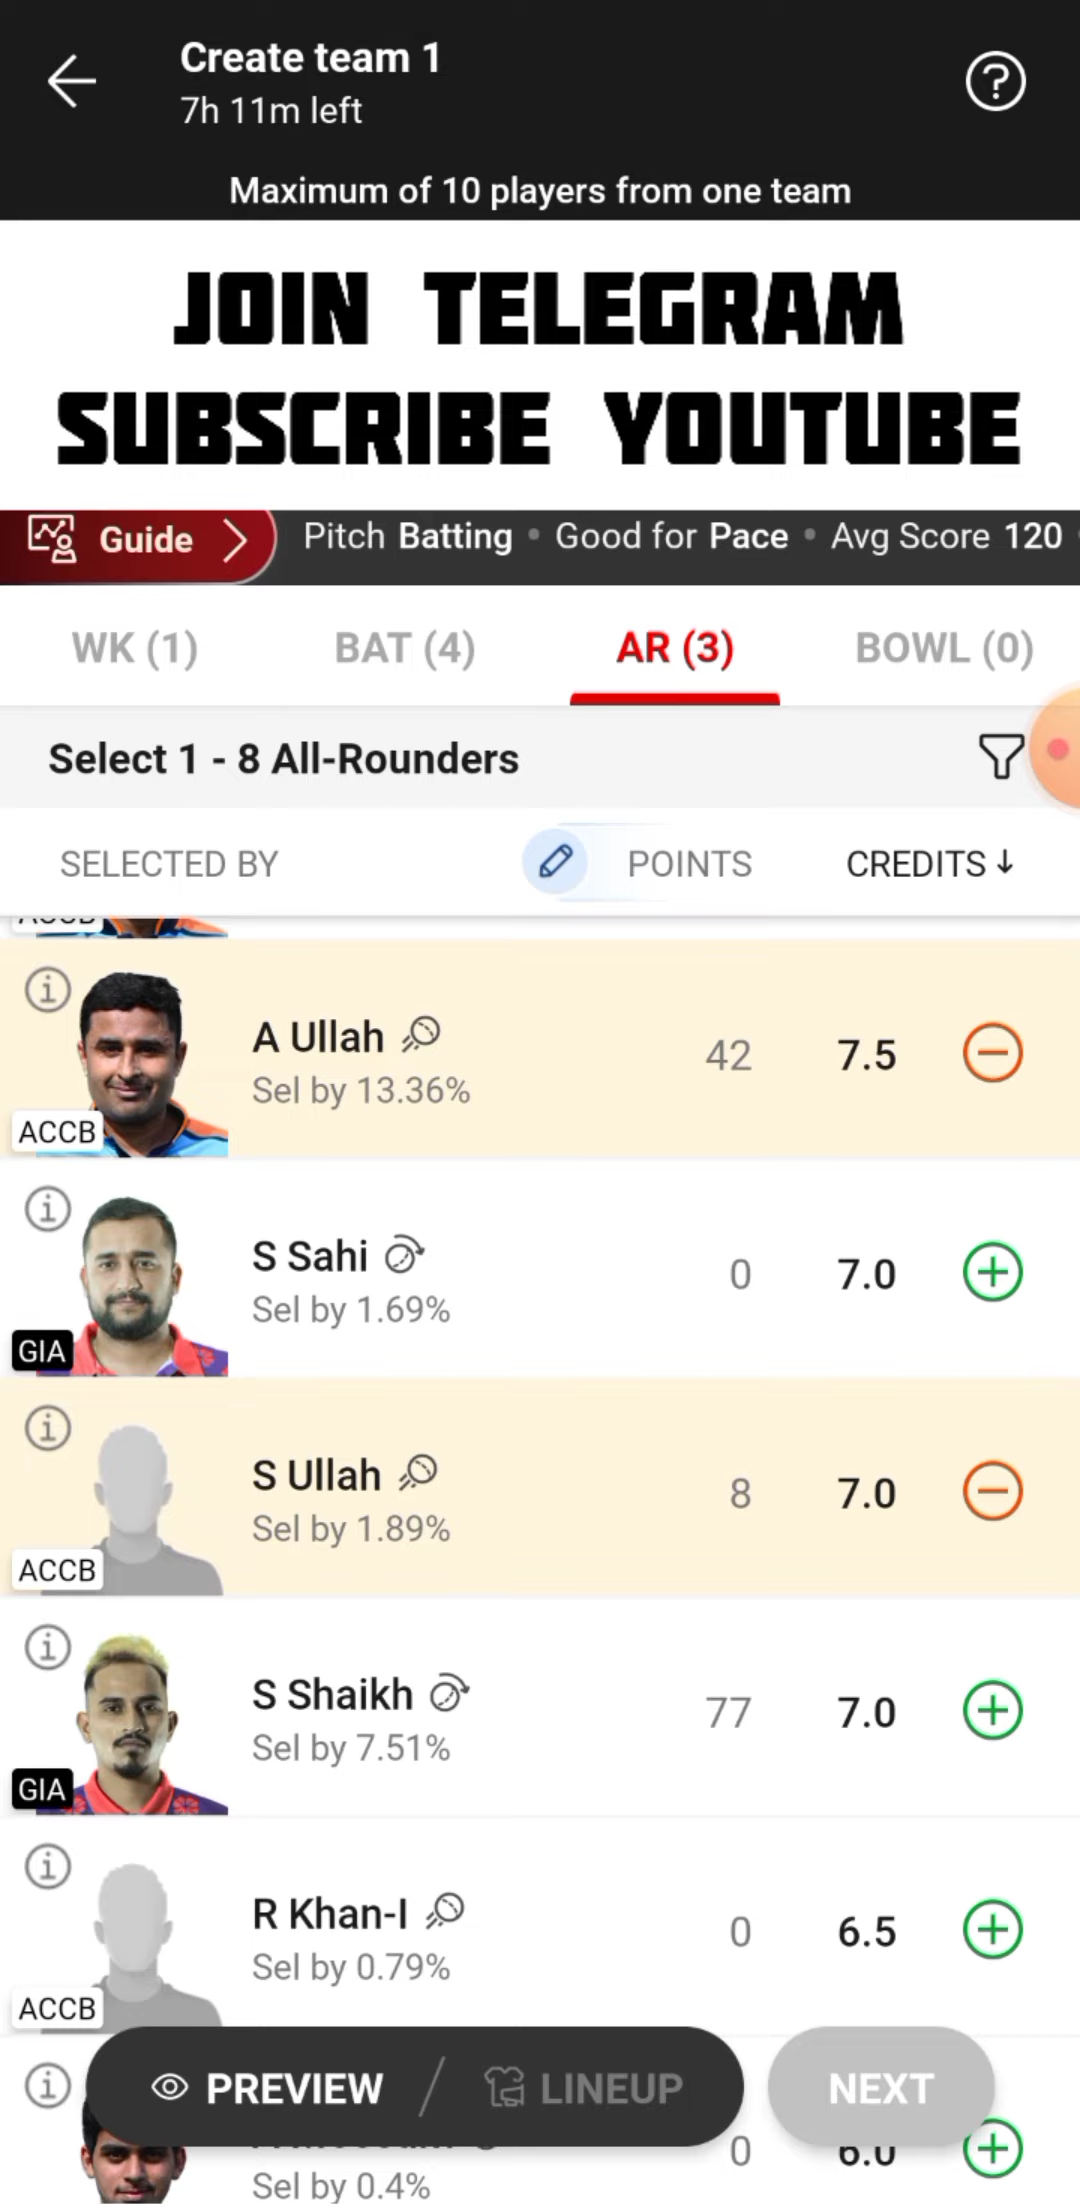 Create team 1
7h 11m left
Maximum of 10 players from one team
JOIN TELEGRAM
SUBSCRIBE YOUTUBE
Guide
Pitch Batting • Good for Pace • Avg Score 120
WK (1) BAT (4) AR (3) BOWL (0)
Select 1 - 8 All-Rounders
SELECTED BY POINTS CREDITS ↓
ACCB
A Ullah
Sel by 13.36%
42 7.5
ACCB
S Sahi
Sel by 1.69%
0 7.0
GIA
S Ullah
Sel by 1.89%
8 7.0
ACCB
S Shaikh
Sel by 7.51%
77 7.0
GIA
R Khan-I
Sel by 0.79%
0 6.5
ACCB
PREVIEW / LINEUP NEXT
0 6.0
Sel by 0.4%